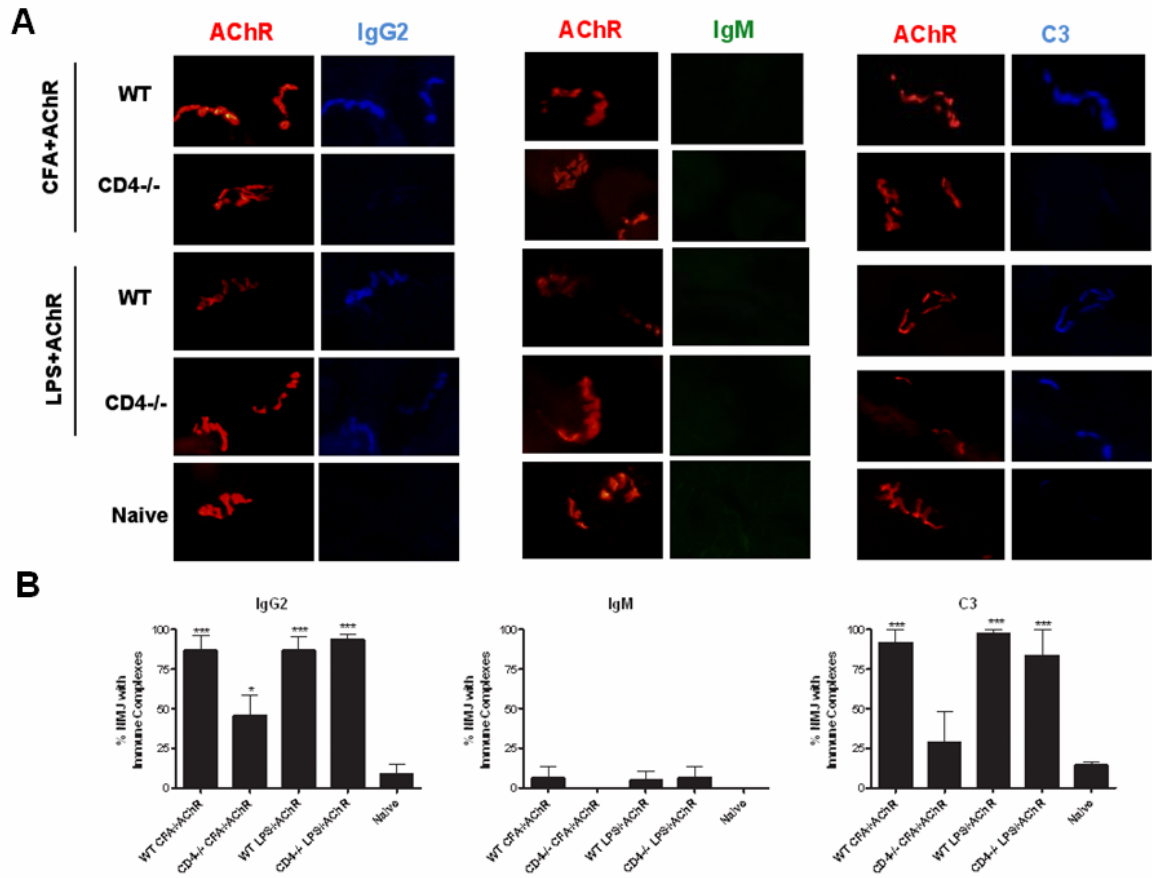 A
AChR IgG2 AChR IgM AChR C3
CFA+AChR
WT
CD4-/-
LPS+AChR
WT
CD4-/-
Naive
B
IgG2
% NMJ with
Immune Complexes
100
75
50
25
0
***
*
***
***
WT CFA+AChR
CD4-/- CFA+AChR
WT LPS+AChR
CD4-/- LPS+AChR
Naive
IgM
% NMJ with
Immune Complexes
100
75
50
25
0
WT CFA+AChR
CD4-/- CFA+AChR
WT LPS+AChR
CD4-/- LPS+AChR
Naive
C3
% NMJ with
Immune Complexes
100
75
50
25
0
***
***
***
WT CFA+AChR
CD4-/- CFA+AChR
WT LPS+AChR
CD4-/- LPS+AChR
Naive